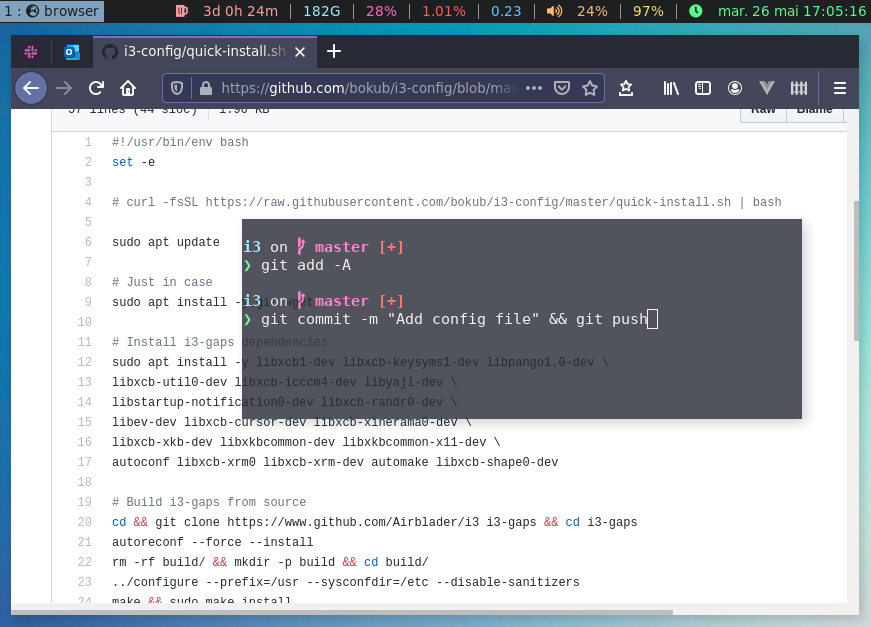 1 : browser 3d 0h 24m | 182G | 28% | 1.01% | 0.23 | 24% | 97% | mar. 26 mai 17:05:16
i3-config/quick-install.sh
https://github.com/bokub/i3-config/blob/mas
57 lines (44 sloc) 1.96 KB Raw Blame
1 #!/usr/bin/env bash
2 set -e
3
4 # curl -fsSL https://raw.githubusercontent.com/bokub/i3-config/master/quick-install.sh | bash
5
6 sudo apt update
7
8 # Just in case
9 sudo apt install -
10
11 # Install i3-gaps dependencies
12 sudo apt install -y libxcb1-dev libxcb-keysyms1-dev libpango1.0-dev \
13 libxcb-util0-dev libxcb-icccm4-dev libyajl-dev \
14 libstartup-notification0-dev libxcb-randr0-dev \
15 libev-dev libxcb-cursor-dev libxcb-xinerama0-dev \
16 libxcb-xkb-dev libxkbcommon-dev libxkbcommon-x11-dev \
17 autoconf libxcb-xrm0 libxcb-xrm-dev automake libxcb-shape0-dev
18
19 # Build i3-gaps from source
20 cd && git clone https://www.github.com/Airblader/i3 i3-gaps && cd i3-gaps
21 autoreconf --force --install
22 rm -rf build/ && mkdir -p build && cd build/
23 ../configure --prefix=/usr --sysconfdir=/etc --disable-sanitizers
24 make && sudo make install
i3 on master [+]
❯ git add -A
i3 on master [+]
❯ git commit -m "Add config file" && git push